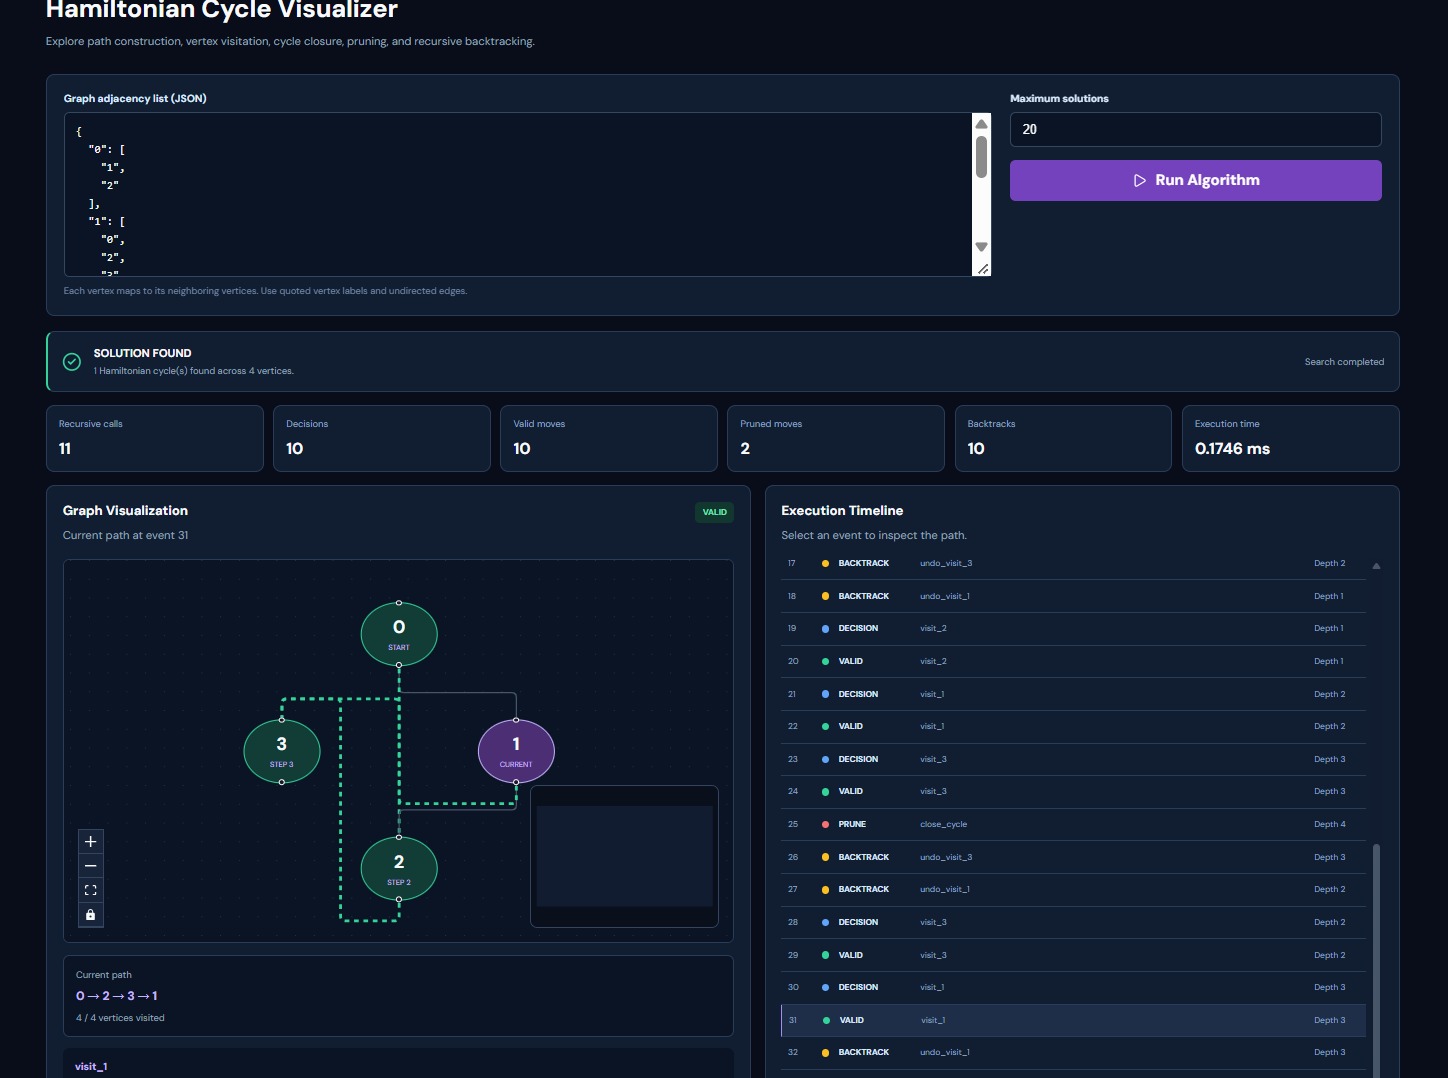 Hamiltonian Cycle Visualizer
Explore path construction, vertex visitation, cycle closure, pruning, and recursive backtracking.
Graph adjacency list (JSON)
{
"0": [
"1",
"2"
],
"1": [
"0",
"2",
Each vertex maps to its neighboring vertices. Use quoted vertex labels and undirected edges.
Maximum solutions
20
Run Algorithm
SOLUTION FOUND
1 Hamiltonian cycle(s) found across 4 vertices.
Search completed
Recursive calls
11
Decisions
10
Valid moves
10
Pruned moves
2
Backtracks
10
Execution time
0.1746 ms
Graph Visualization
VALID
Current path at event 31
0
START
3
STEP 3
1
CURRENT
2
STEP 2
Current path
0 → 2 → 3 → 1
4 / 4 vertices visited
visit_1
Execution Timeline
Select an event to inspect the path.
17 BACKTRACK undo_visit_3 Depth 2
18 BACKTRACK undo_visit_1 Depth 1
19 DECISION visit_2 Depth 1
20 VALID visit_2 Depth 1
21 DECISION visit_1 Depth 2
22 VALID visit_1 Depth 2
23 DECISION visit_3 Depth 3
24 VALID visit_3 Depth 3
25 PRUNE close_cycle Depth 4
26 BACKTRACK undo_visit_3 Depth 3
27 BACKTRACK undo_visit_1 Depth 2
28 DECISION visit_3 Depth 2
29 VALID visit_3 Depth 2
30 DECISION visit_1 Depth 3
31 VALID visit_1 Depth 3
32 BACKTRACK undo_visit_1 Depth 3